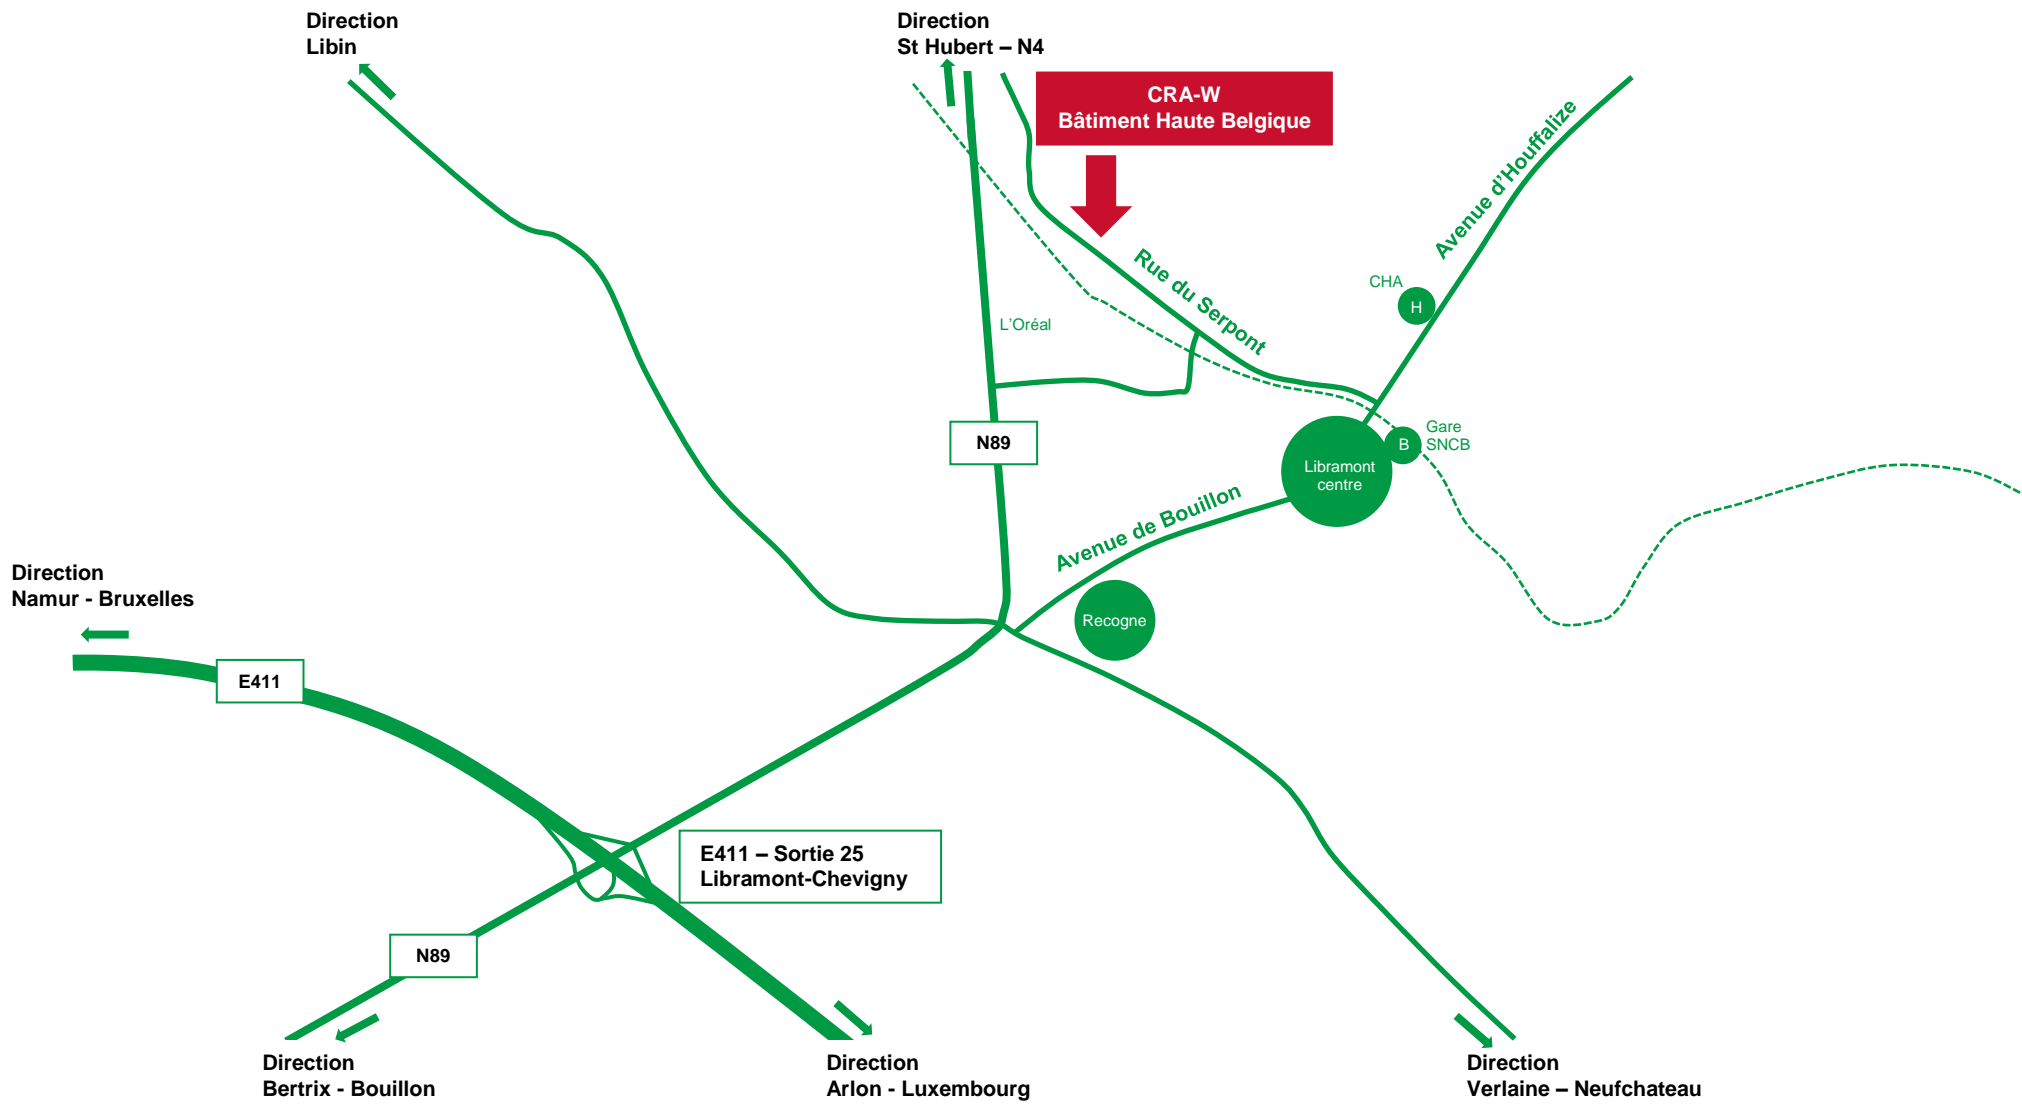 Direction
Libin
Direction
St Hubert – N4
CRA-W
Bâtiment Haute Belgique
Avenue d'Houffalize
Rue du Serpont
CHA
H
L'Oréal
N89
Gare
SNCB
B
Libramont
centre
Avenue de Bouillon
Direction
Namur - Bruxelles
Recogne
E411
E411 – Sortie 25
Libramont-Chevigny
N89
Direction
Bertrix - Bouillon
Direction
Arlon - Luxembourg
Direction
Verlaine – Neufchateau